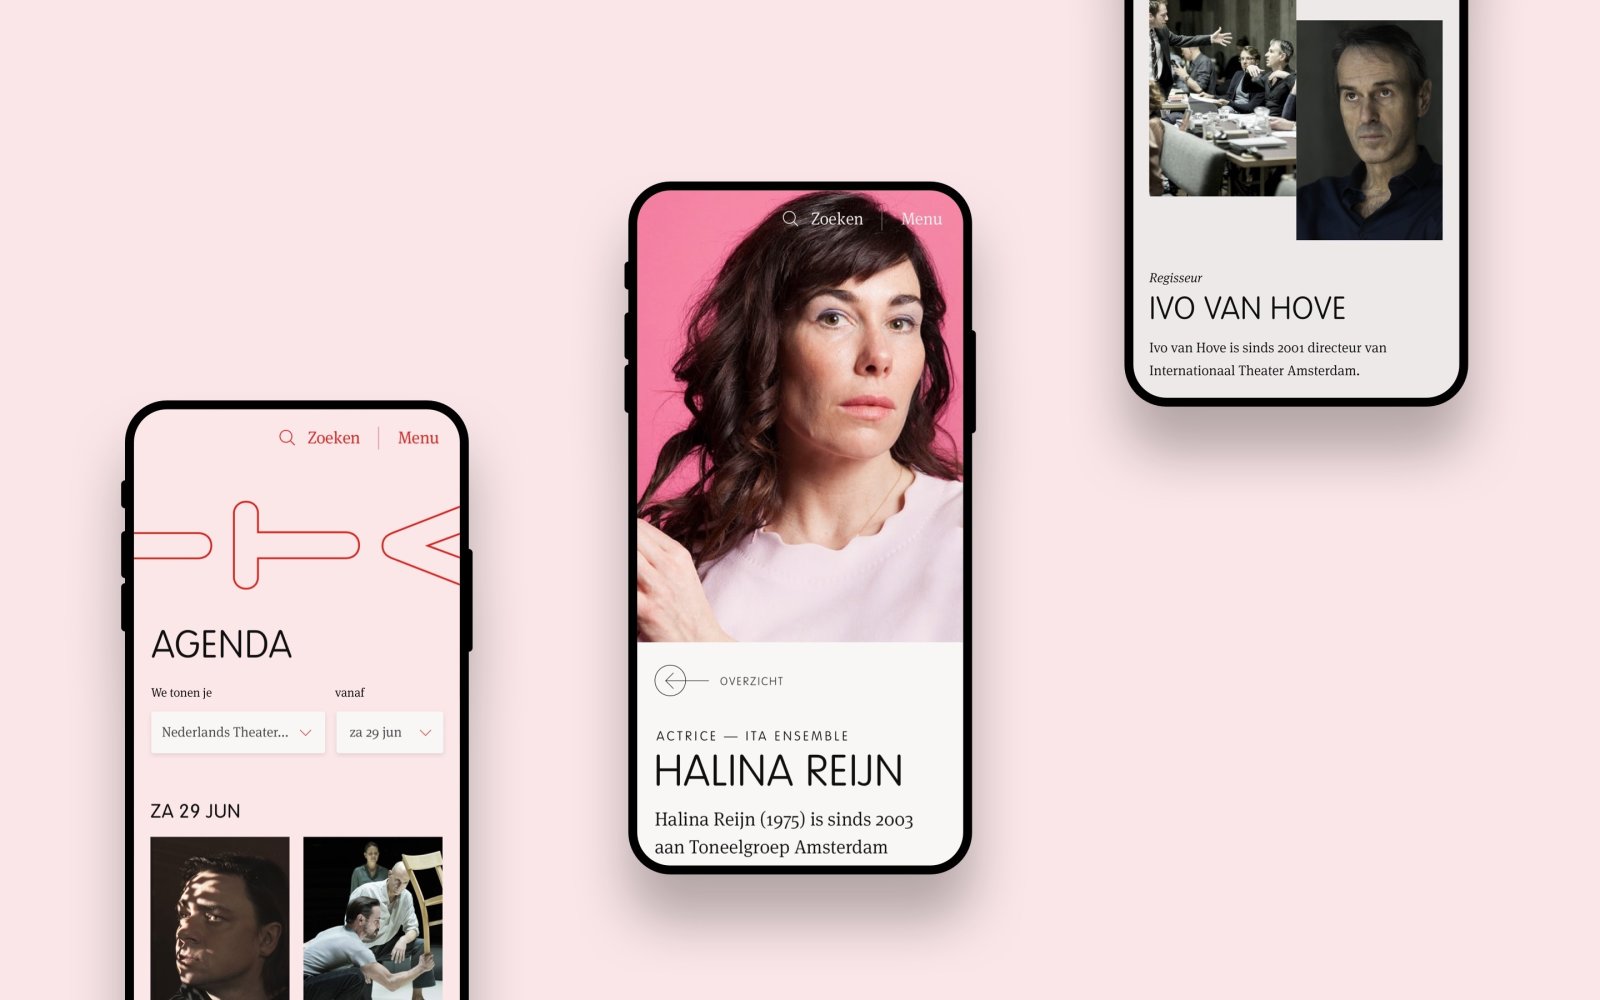 Zoeken
Menu
AGENDA
We tonen je
vanaf
Nederlands Theater...
za 29 jun
ZA 29 JUN
Zoeken
Menu
OVERZICHT
ACTRICE — ITA ENSEMBLE
HALINA REIJN
Halina Reijn (1975) is sinds 2003
aan Toneelgroep Amsterdam
Regisseur
IVO VAN HOVE
Ivo van Hove is sinds 2001 directeur van
Internationaal Theater Amsterdam.